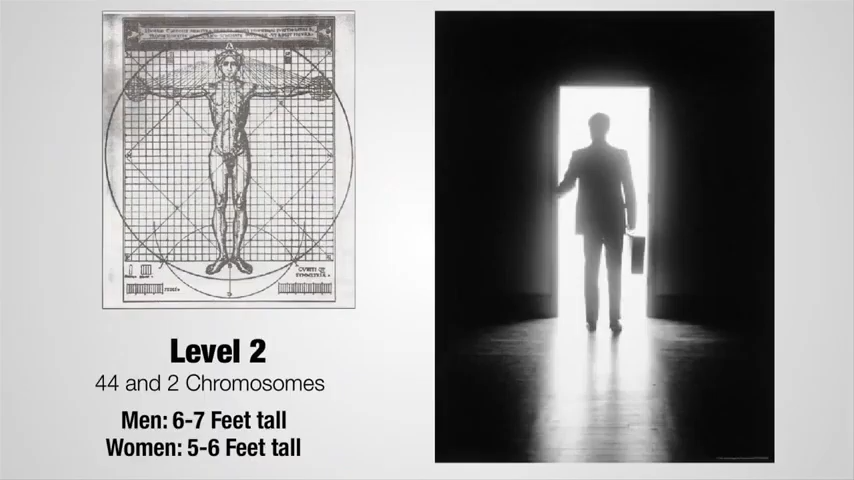 Level 2
44 and 2 Chromosomes
Men: 6-7 Feet tall
Women: 5-6 Feet tall